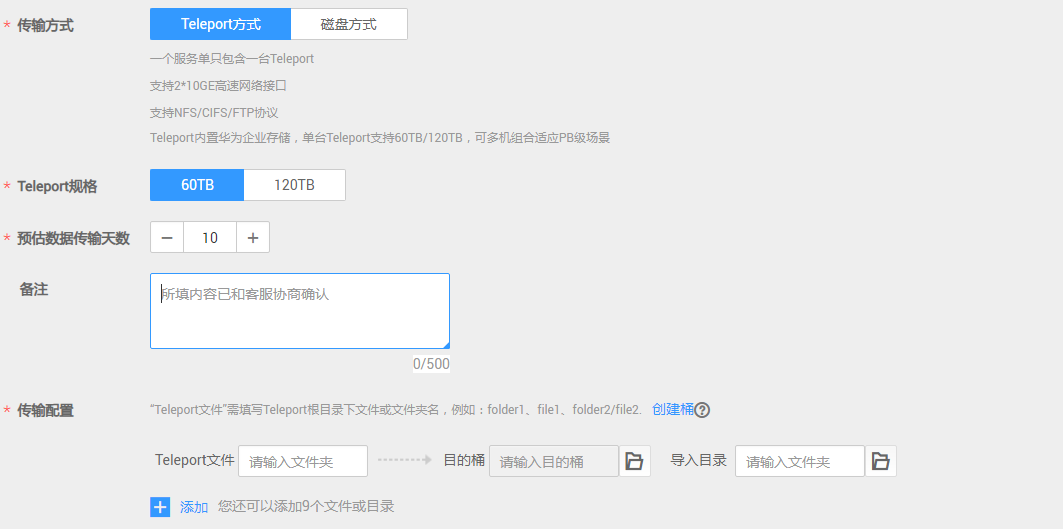 * 传输方式 Teleport方式 磁盘方式
一个服务单只包含一台Teleport
支持2*10GE高速网络接口
支持NFS/CIFS/FTP协议
Teleport内置华为企业存储，单台Teleport支持60TB/120TB，可多机组合适应PB级场景
* Teleport规格 60TB 120TB
* 预估数据传输天数 − 10 +
备注 所填内容已和客服协商确认
0/500
* 传输配置 “Teleport文件”需填写Teleport根目录下文件或文件夹名，例如：folder1、file1、folder2/file2. 创建桶 ?
Teleport文件 请输入文件夹 目的桶 请输入目的桶 导入目录 请输入文件夹
+ 添加 您还可以添加9个文件或目录